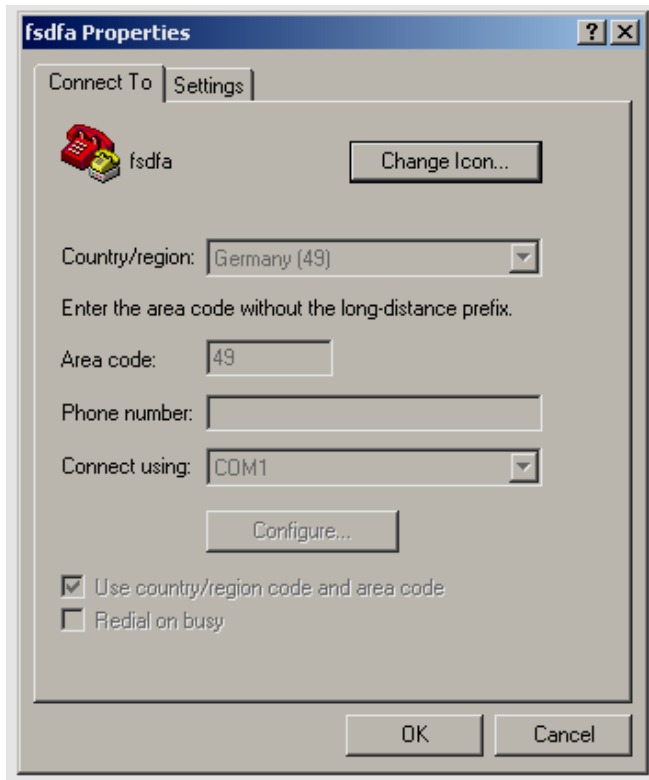 fsdfa Properties
Connect To Settings
fsdfa Change Icon...
Country/region: Germany (49)
Enter the area code without the long-distance prefix.
Area code: 49
Phone number:
Connect using: COM1
Configure...
Use country/region code and area code
Redial on busy
OK Cancel